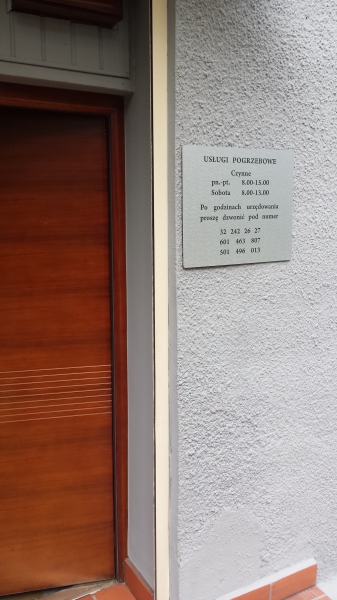 USŁUGI POGRZEBOWE
Czynne
pn.-pt. 8.00-15.00
Sobota 8.00-13.00
Po godzinach urzędowania
proszę dzwonić pod numer
32 242 26 27
601 463 807
501 496 013